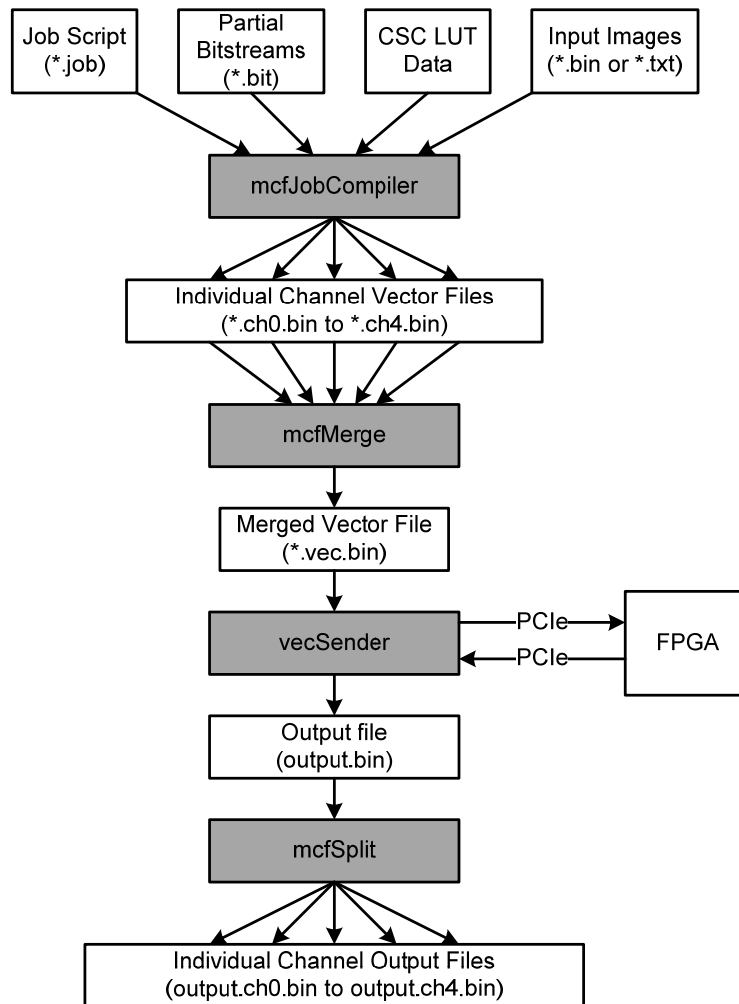 Job Script
(*.job)
Partial
Bitstreams
(*.bit)
CSC LUT
Data
Input Images
(*.bin or *.txt)
mcfJobCompiler
Individual Channel Vector Files
(*.ch0.bin to *.ch4.bin)
mcfMerge
Merged Vector File
(*.vec.bin)
vecSender
PCIe
PCIe
FPGA
Output file
(output.bin)
mcfSplit
Individual Channel Output Files
(output.ch0.bin to output.ch4.bin)